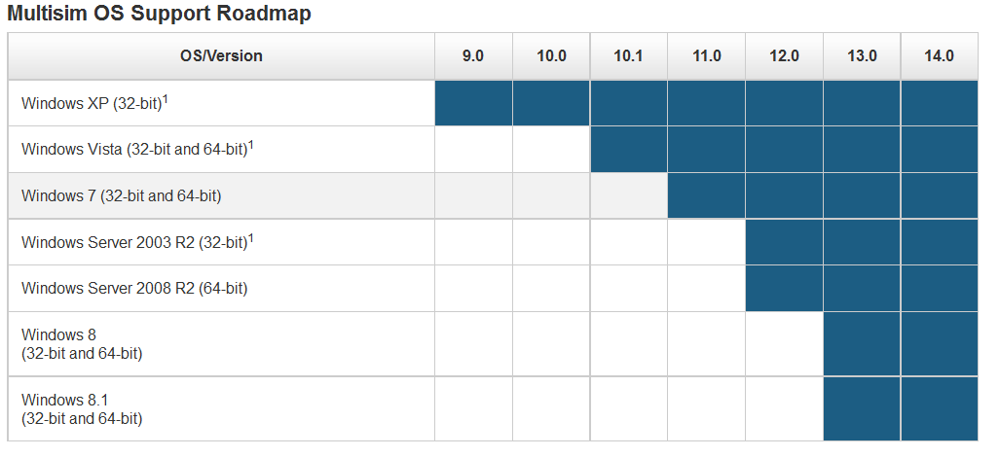 Multisim OS Support Roadmap
OS/Version 9.0 10.0 10.1 11.0 12.0 13.0 14.0
Windows XP (32-bit)1
Windows Vista (32-bit and 64-bit)1
Windows 7 (32-bit and 64-bit)
Windows Server 2003 R2 (32-bit)1
Windows Server 2008 R2 (64-bit)
Windows 8
(32-bit and 64-bit)
Windows 8.1
(32-bit and 64-bit)